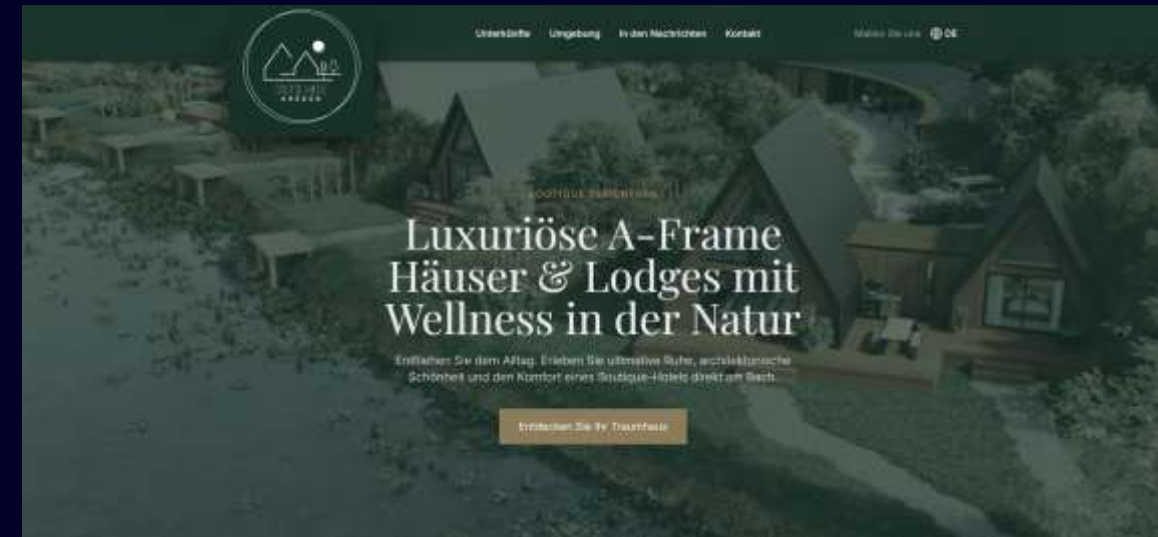 Unterkünfte Umgebung In den Nachrichten Kontakt
DE
BOUTIQUE FERIENPARK
Luxuriöse A-Frame
Häuser & Lodges mit
Wellness in der Natur
Entfliehen Sie dem Alltag. Erleben Sie ultimative Ruhe, architektonische
Schönheit und den Komfort eines Boutique-Hotels direkt am Bach.
Entdecken Sie Ihr Traumhaus